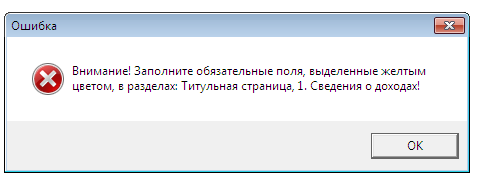 Ошибка
Внимание! Заполните обязательные поля, выделенные желтым
цветом, в разделах: Титульная страница, 1. Сведения о доходах!
OK